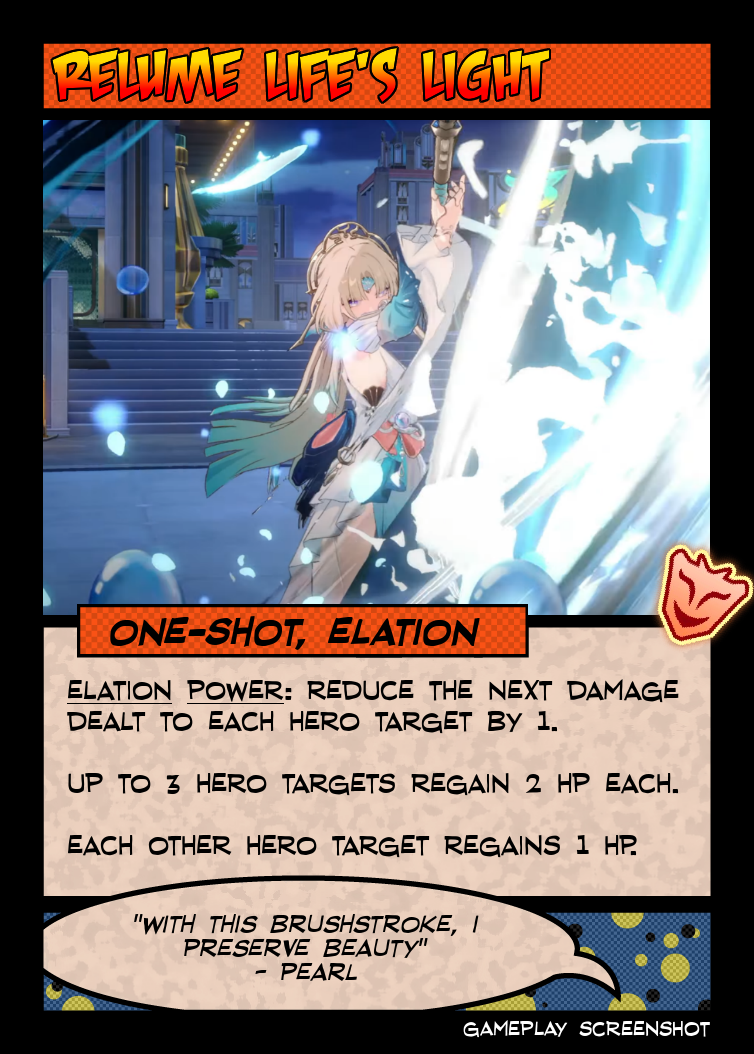 RELUME LIFE'S LIGHT
ONE-SHOT, ELATION
ELATION POWER: REDUCE THE NEXT DAMAGE
DEALT TO EACH HERO TARGET BY 1.
UP TO 3 HERO TARGETS REGAIN 2 HP EACH.
EACH OTHER HERO TARGET REGAINS 1 HP.
"WITH THIS BRUSHSTROKE, I
PRESERVE BEAUTY"
- PEARL
GAMEPLAY SCREENSHOT